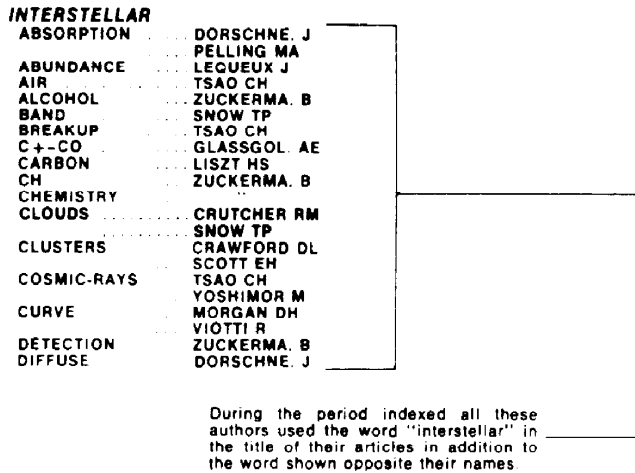 INTERSTELLAR
ABSORPTION ..... DORSCHNE. J
..... PELLING MA
ABUNDANCE .... LEQUEUX J
AIR .... TSAO CH
ALCOHOL ... ZUCKERMA. B
BAND .... SNOW TP
BREAKUP .... TSAO CH
C+-CO .... GLASSGOL. AE
CARBON .... LISZT HS
CH .... ZUCKERMA. B
CHEMISTRY .... "
CLOUDS ......... CRUTCHER RM
............. SNOW TP
CLUSTERS CRAWFORD DL
... SCOTT EH
COSMIC-RAYS TSAO CH
.. YOSHIMOR M
CURVE ... MORGAN DH
..... VIOTTI R
DETECTION ZUCKERMA. B
DIFFUSE .. DORSCHNE. J
During the period indexed all these
authors used the word "interstellar" in
the title of their articles in addition to
the word shown opposite their names.